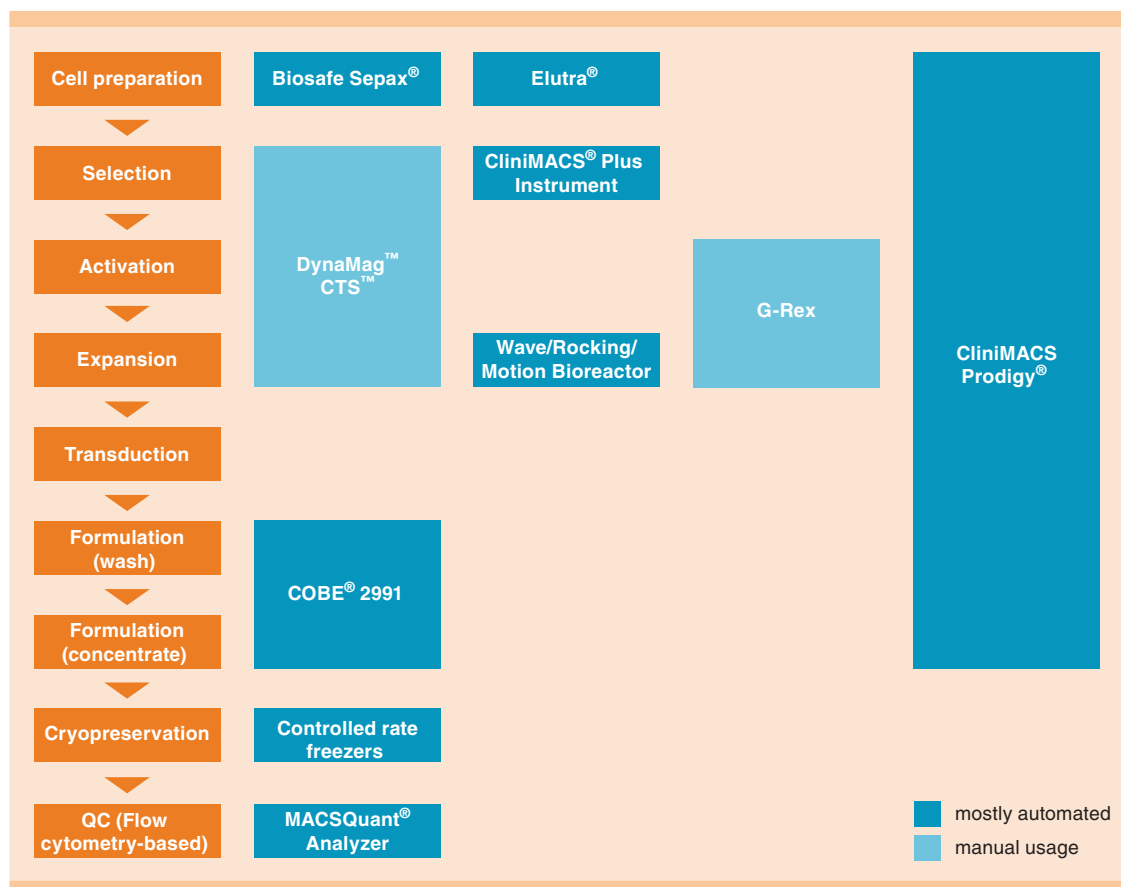 Cell preparation
Biosafe Sepax®
Elutra®
Selection
CliniMACS® Plus
Instrument
Activation
DynaMag™
CTS™
G-Rex
Expansion
Wave/Rocking/
Motion Bioreactor
CliniMACS
Prodigy®
Transduction
Formulation
(wash)
COBE® 2991
Formulation
(concentrate)
Cryopreservation
Controlled rate
freezers
QC (Flow
cytometry-based)
MACSQuant®
Analyzer
mostly automated
manual usage